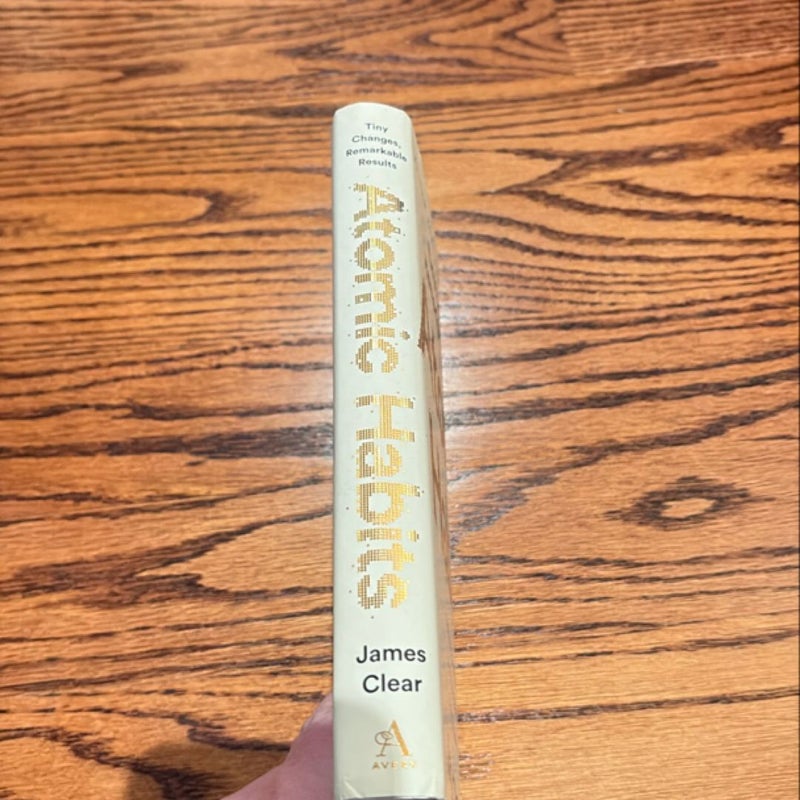 Tiny
Changes,
Remarkable
Results
Atomic Habits
James
Clear
A
AVERY